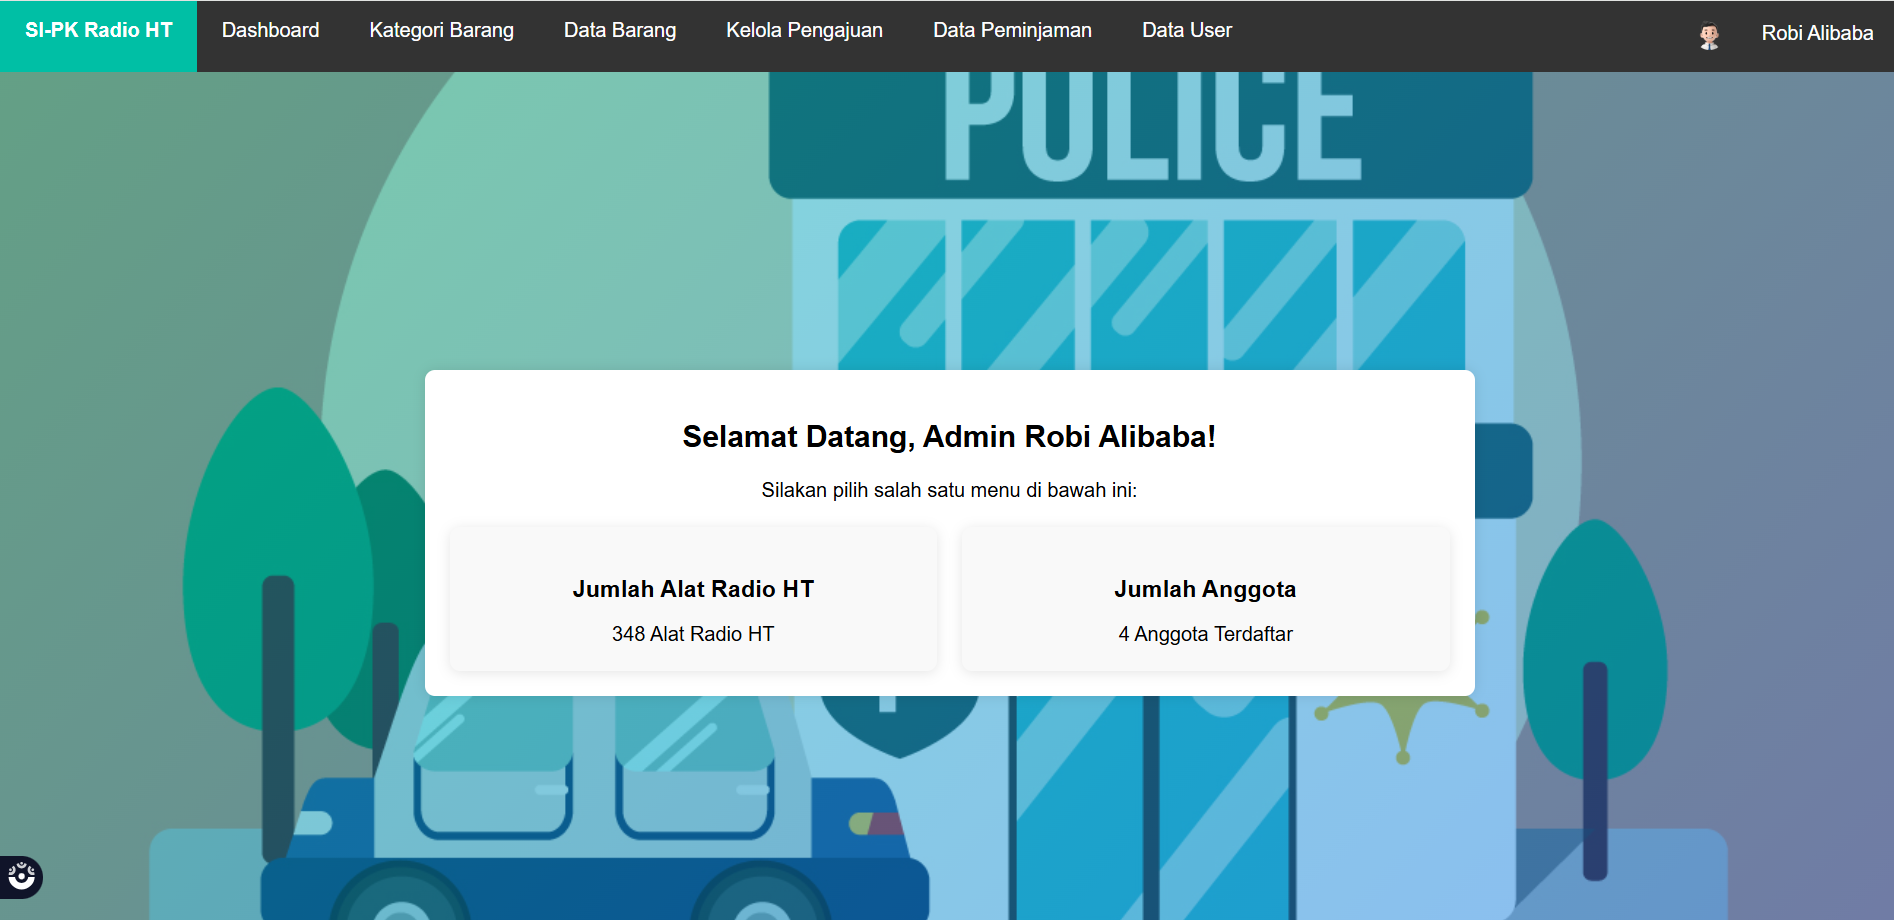 SI-PK Radio HT
Dashboard
Kategori Barang
Data Barang
Kelola Pengajuan
Data Peminjaman
Data User
Robi Alibaba
POLICE
Selamat Datang, Admin Robi Alibaba!
Silakan pilih salah satu menu di bawah ini:
Jumlah Alat Radio HT
348 Alat Radio HT
Jumlah Anggota
4 Anggota Terdaftar